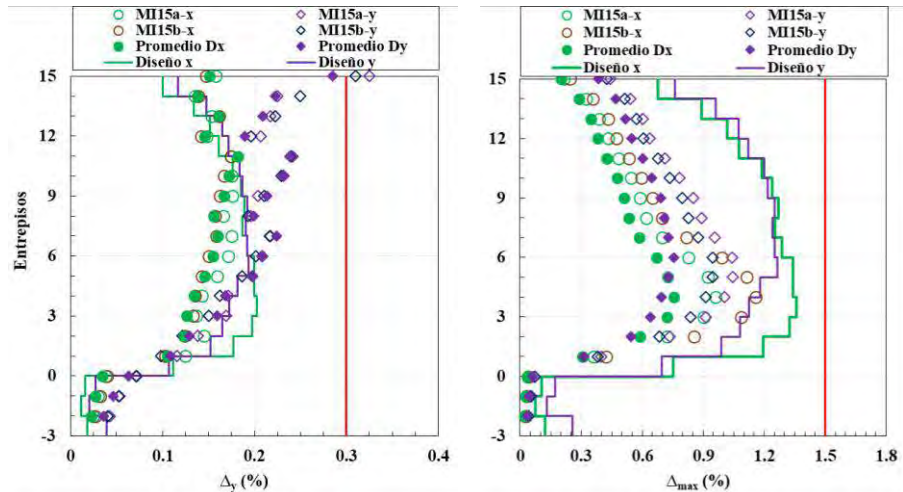 MI15a-x MI15a-y
MI15b-x MI15b-y
Promedio Dx Promedio Dy
Diseño x Diseño y
15
12
9
6
3
0
-3
Entrepisos
0 0.1 0.2 0.3 0.4
Δy (%)
MI15a-x MI15a-y
MI15b-x MI15b-y
Promedio Dx Promedio Dy
Diseño x Diseño y
15
12
9
6
3
0
-3
0 0.3 0.6 0.9 1.2 1.5 1.8
Δmax (%)